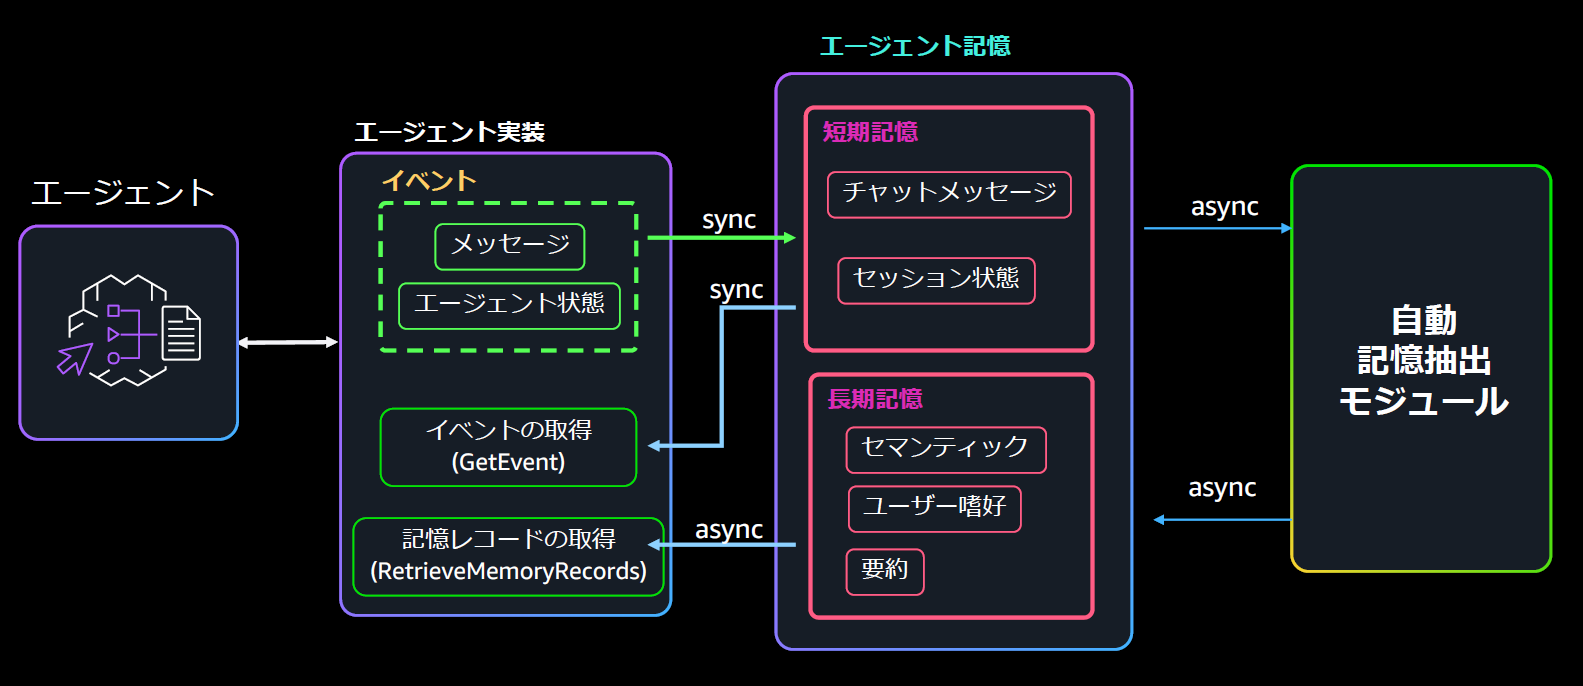 エージェント
エージェント実装
イベント
メッセージ
エージェント状態
イベントの取得
(GetEvent)
記憶レコードの取得
(RetrieveMemoryRecords)
sync
sync
async
エージェント記憶
短期記憶
チャットメッセージ
セッション状態
長期記憶
セマンティック
ユーザー嗜好
要約
async
async
自動
記憶抽出
モジュール